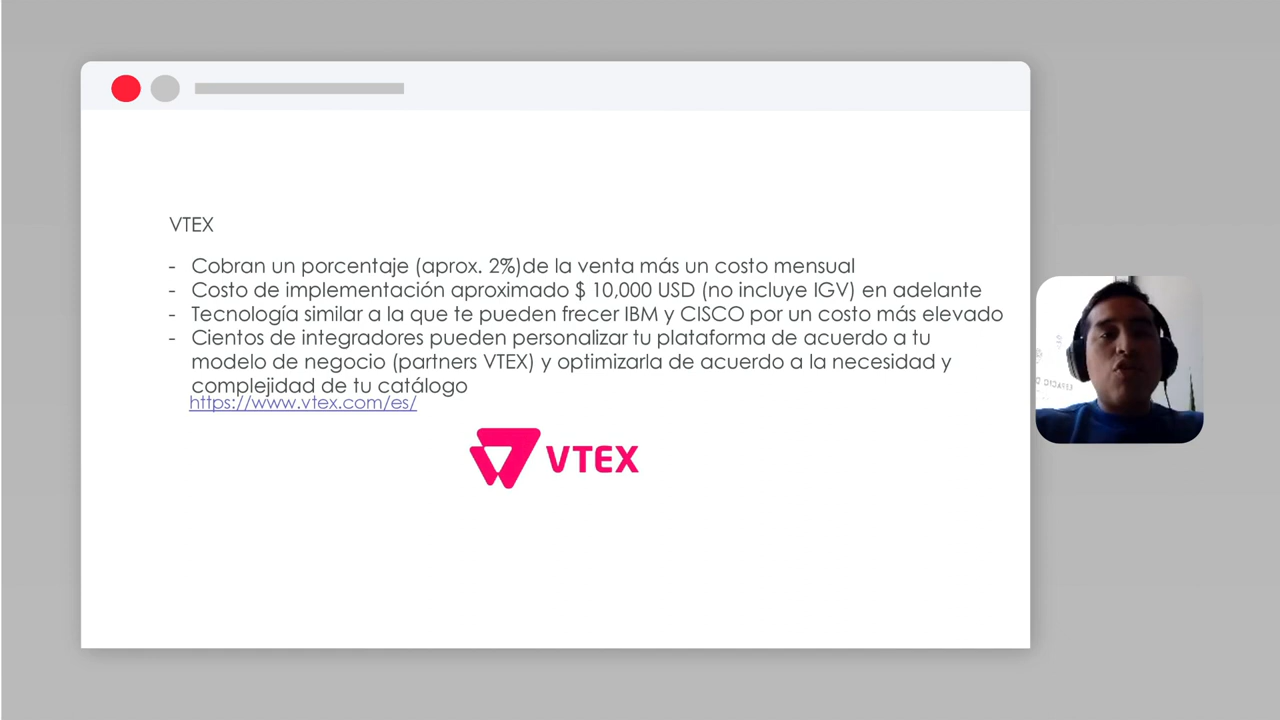 VTEX
- Cobran un porcentaje (aprox. 2%)de la venta más un costo mensual
- Costo de implementación aproximado $ 10,000 USD (no incluye IGV) en adelante
- Tecnología similar a la que te pueden frecer IBM y CISCO por un costo más elevado
- Cientos de integradores pueden personalizar tu plataforma de acuerdo a tu
modelo de negocio (partners VTEX) y optimizarla de acuerdo a la necesidad y
complejidad de tu catálogo
https://www.vtex.com/es/
VTEX